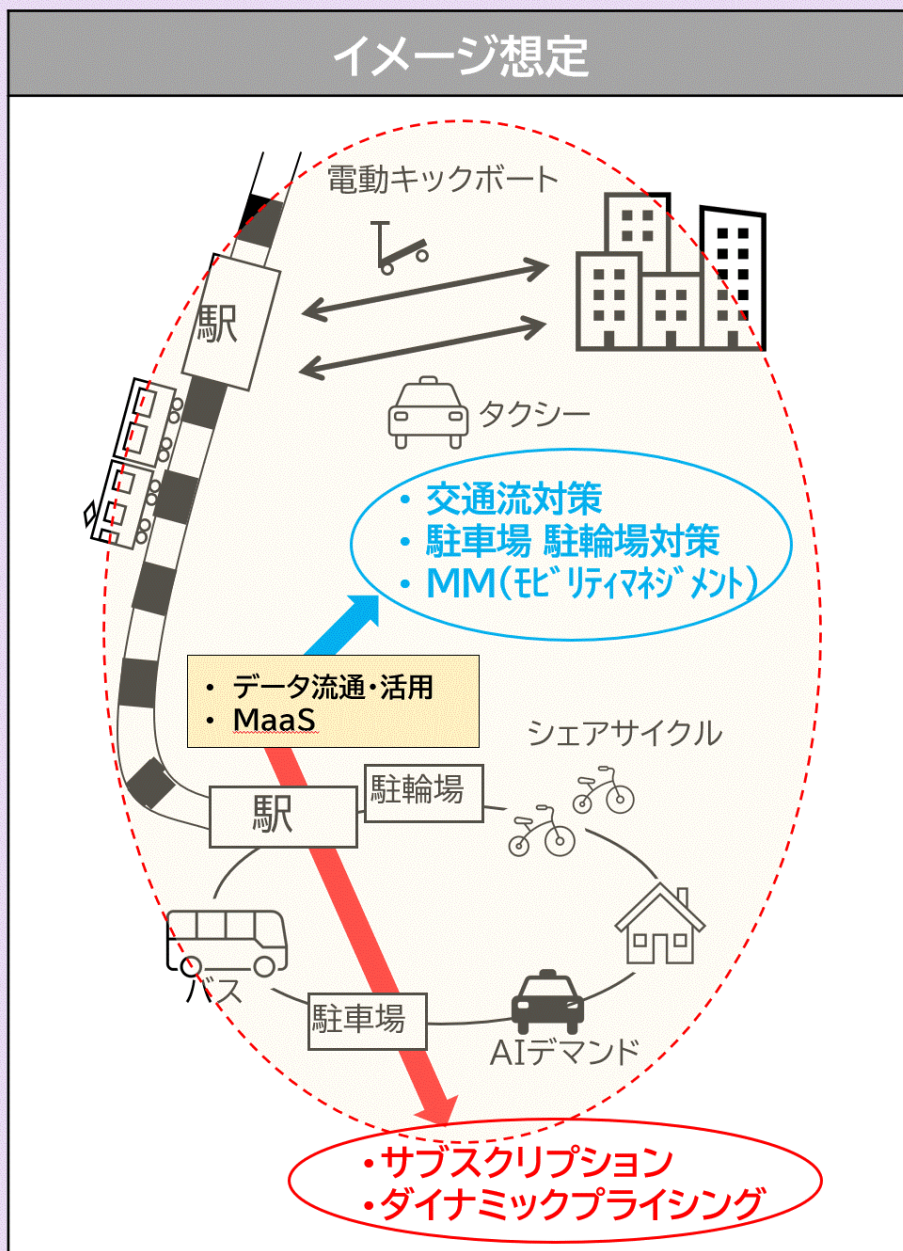 イメージ想定
電動キックボート
駅
タクシー
・ 交通流対策
・ 駐車場 駐輪場対策
・ MM(ﾓﾋﾞﾘﾃｨﾏﾈｼﾞﾒﾝﾄ)
・ データ流通・活用
・ MaaS
シェアサイクル
駐輪場
駅
バス
駐車場
AIデマンド
・サブスクリプション
・ダイナミックプライシング